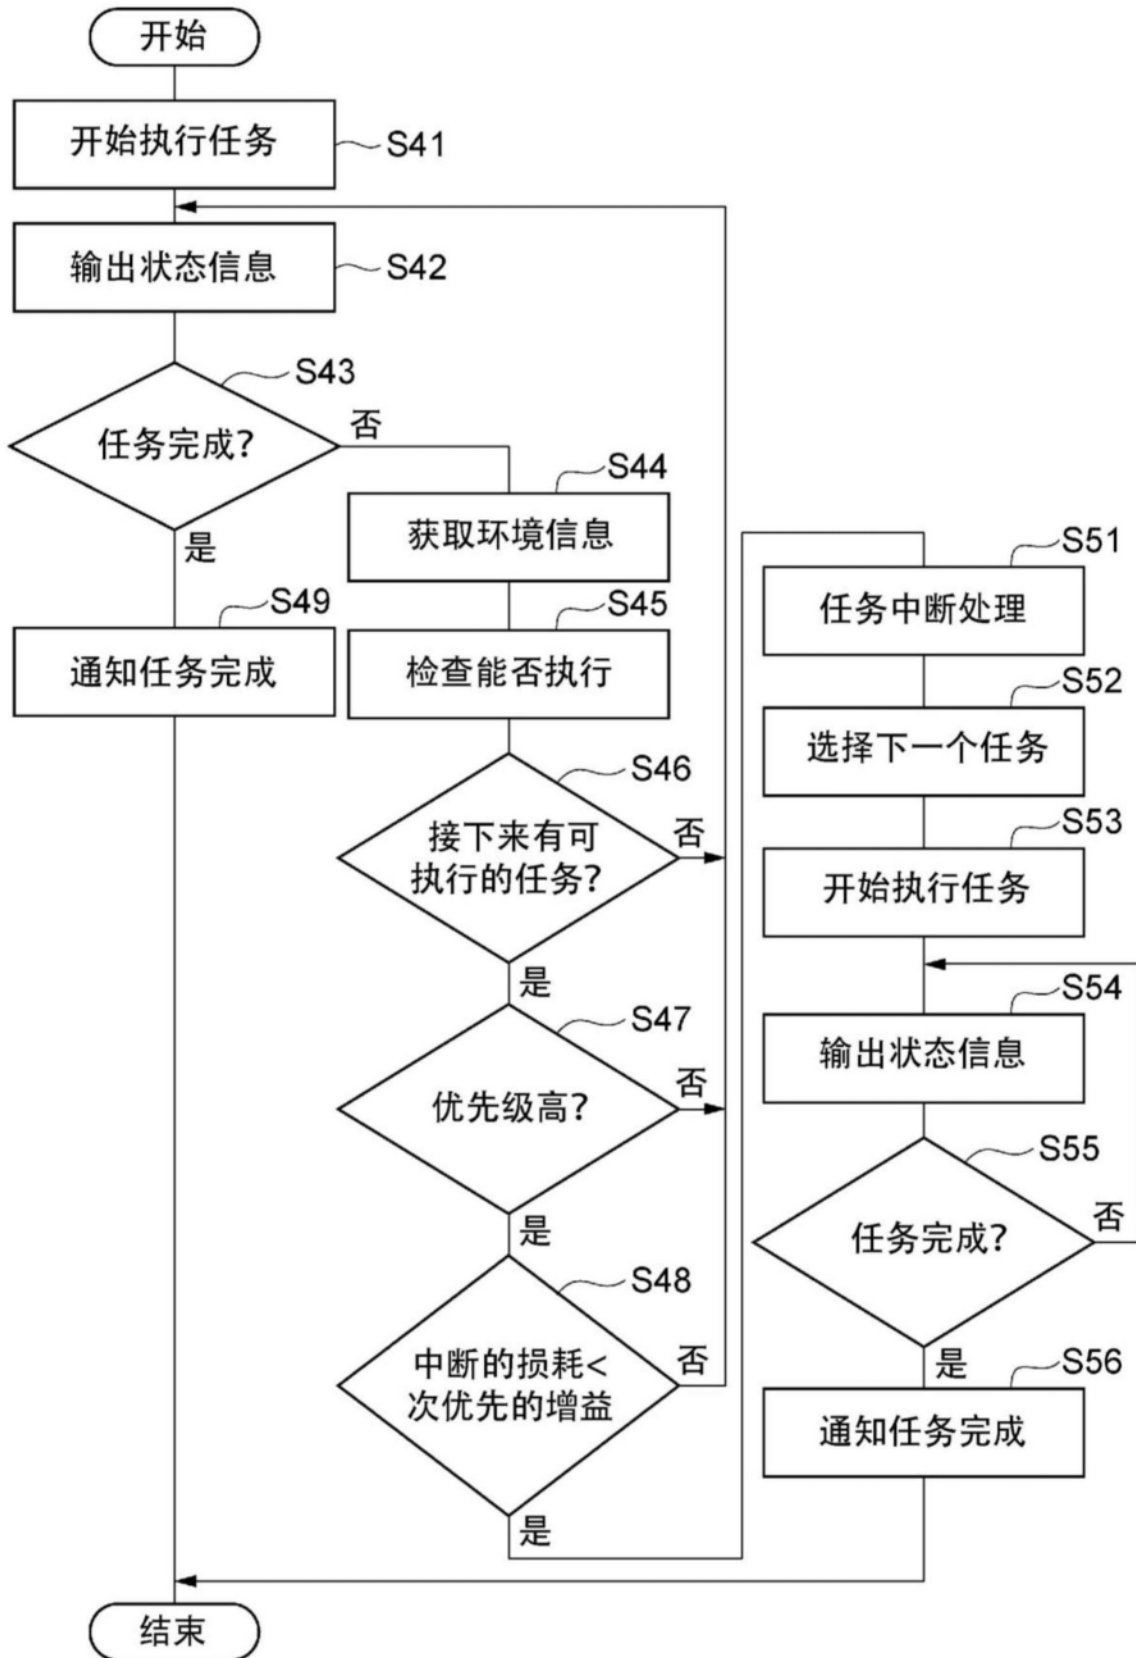 开始
开始执行任务
S41
输出状态信息
S42
S43
任务完成?
否
是
S44
获取环境信息
S49
通知任务完成
S45
检查能否执行
S46
接下来有可
执行的任务?
否
是
S47
优先级高?
否
是
S48
中断的损耗<
次优先的增益
否
是
S51
任务中断处理
S52
选择下一个任务
S53
开始执行任务
S54
输出状态信息
S55
任务完成?
否
是
S56
通知任务完成
结束